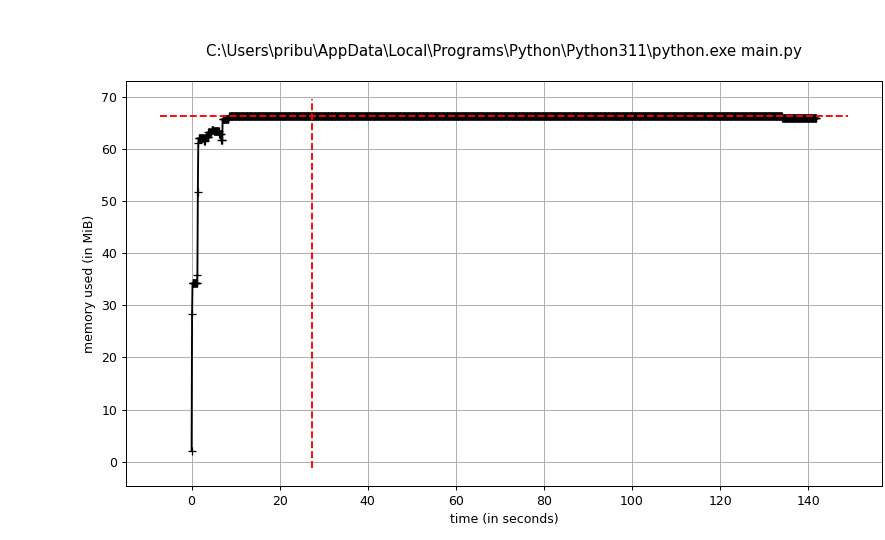 C:\Users\pribu\AppData\Local\Programs\Python\Python311\python.exe main.py
70
60
50
40
30
20
10
0
memory used (in MiB)
0 20 40 60 80 100 120 140
time (in seconds)